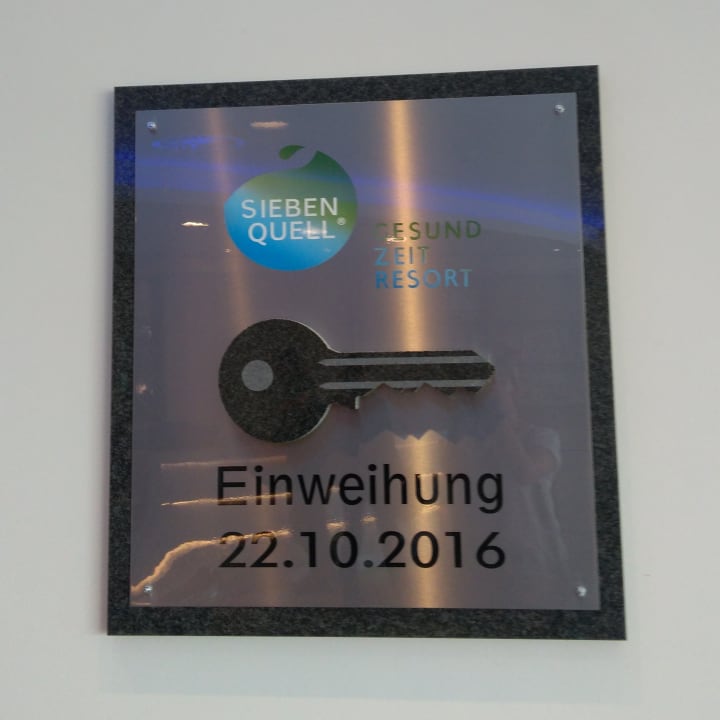 SIEBEN
QUELL®
GESUND
ZEIT
RESORT
Einweihung
22.10.2016